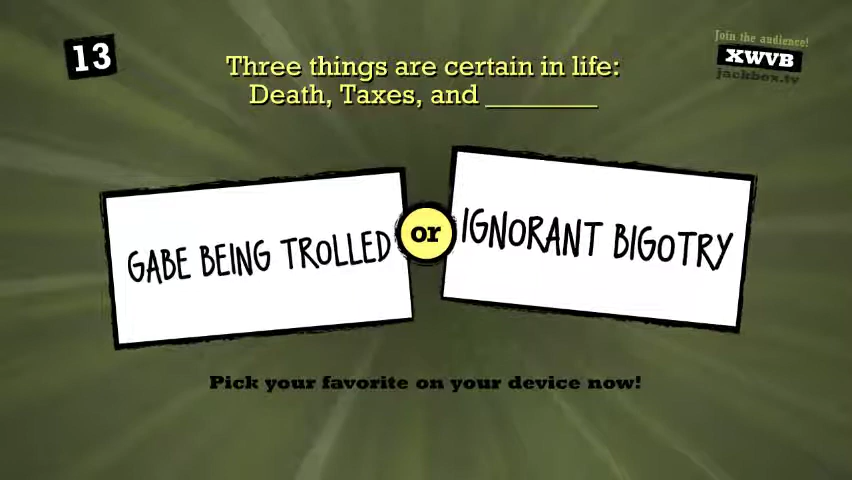 13
Join the audience!
XWVB
jackbox.tv
Three things are certain in life:
Death, Taxes, and ________
GABE BEING TROLLED
or
IGNORANT BIGOTRY
Pick your favorite on your device now!